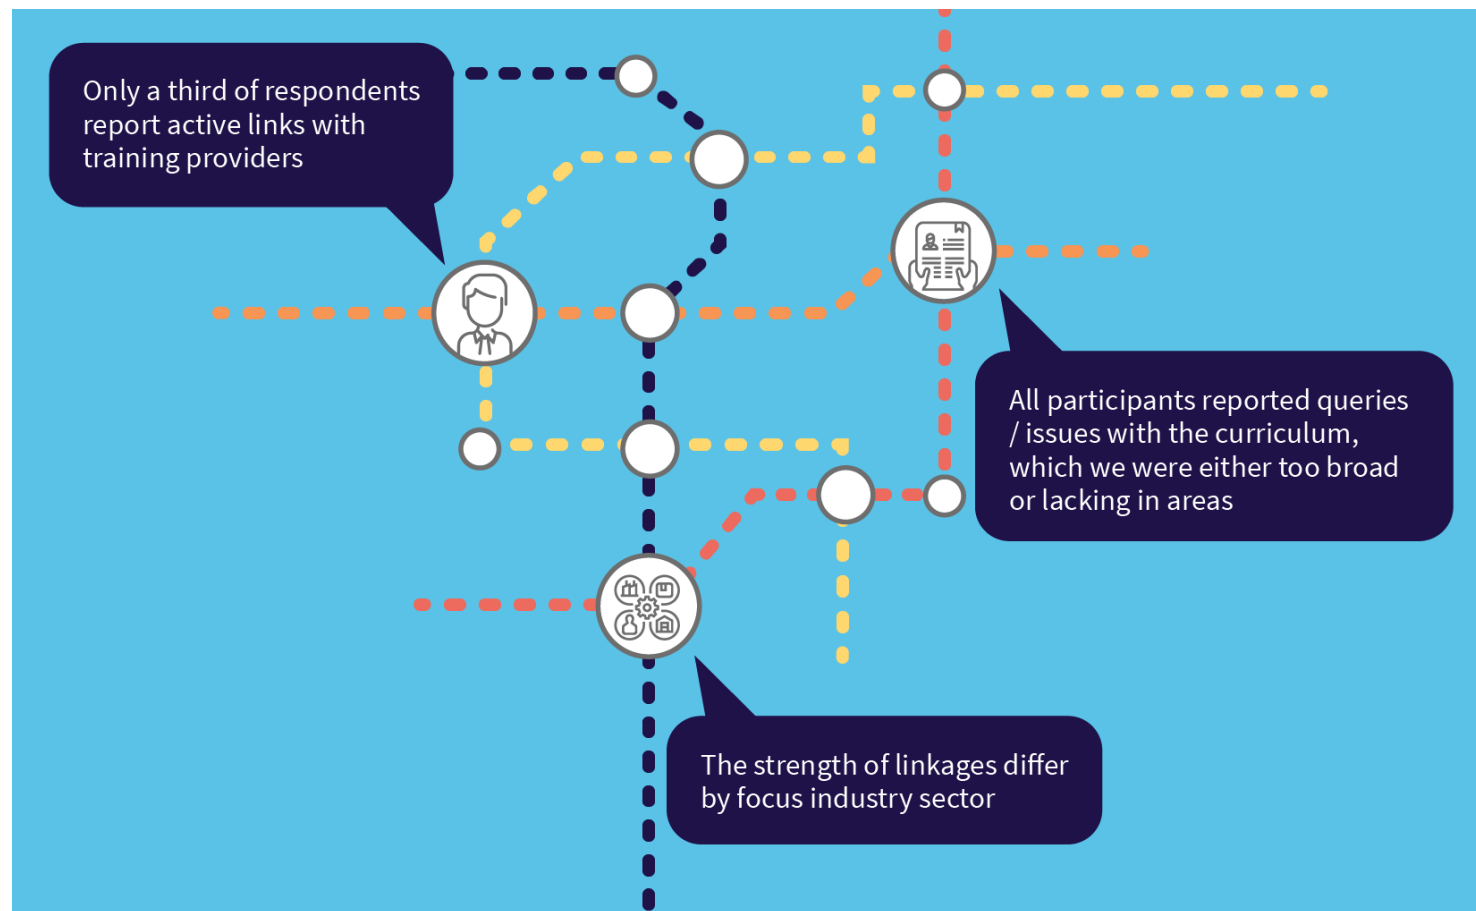 Only a third of respondents
report active links with
training providers
All participants reported queries
/ issues with the curriculum,
which we were either too broad
or lacking in areas
The strength of linkages differ
by focus industry sector